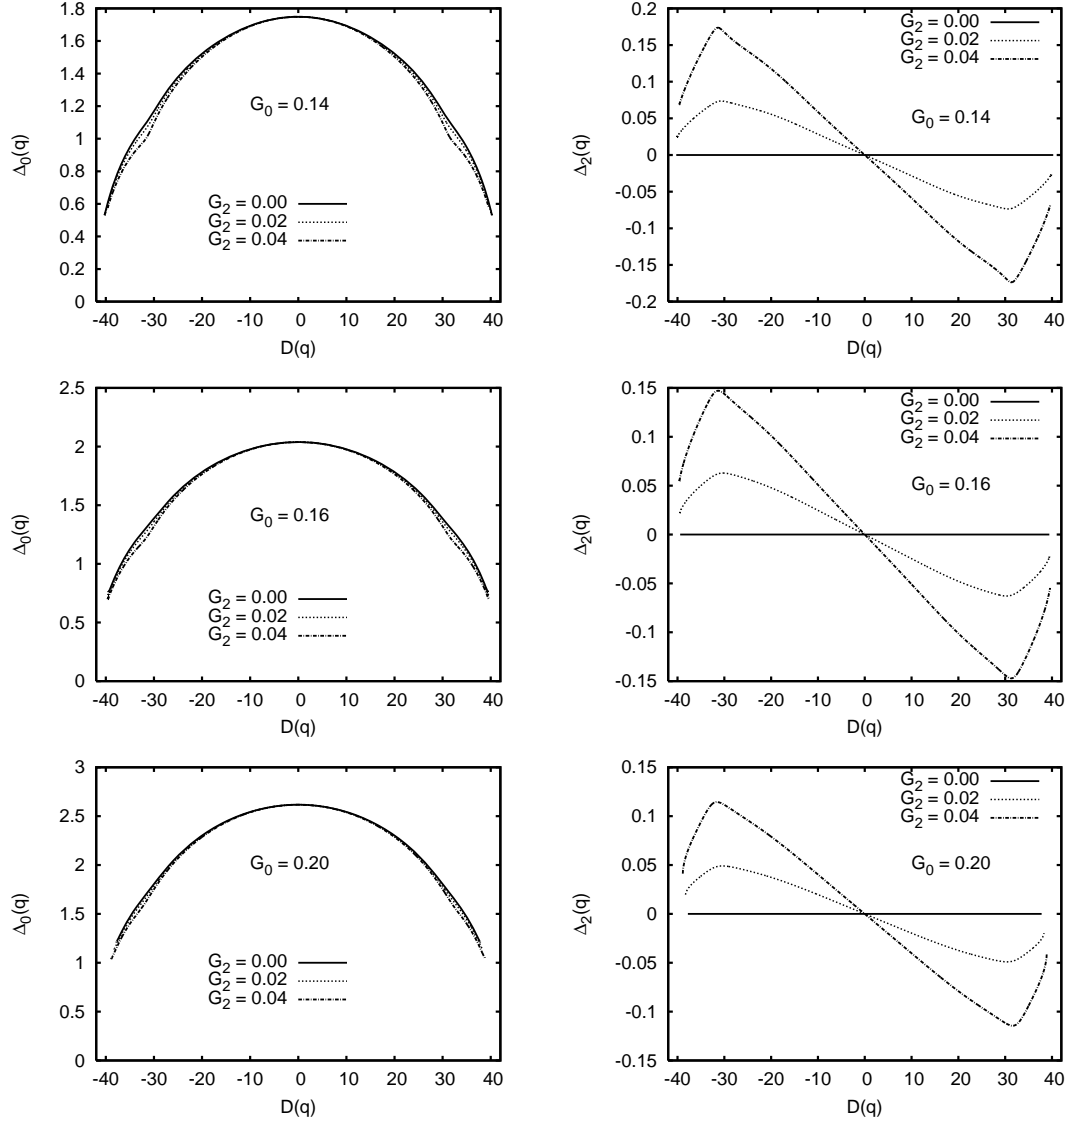 Δ0(q)
1.8
1.6
1.4
1.2
1
0.8
0.6
0.4
0.2
0
G0 = 0.14
G2 = 0.00
G2 = 0.02
G2 = 0.04
-40 -30 -20 -10 0 10 20 30 40
D(q)
Δ2(q)
0.2
0.15
0.1
0.05
0
-0.05
-0.1
-0.15
-0.2
G2 = 0.00
G2 = 0.02
G2 = 0.04
G0 = 0.14
-40 -30 -20 -10 0 10 20 30 40
D(q)
Δ0(q)
2.5
2
1.5
1
0.5
0
G0 = 0.16
G2 = 0.00
G2 = 0.02
G2 = 0.04
-40 -30 -20 -10 0 10 20 30 40
D(q)
Δ2(q)
0.15
0.1
0.05
0
-0.05
-0.1
-0.15
G2 = 0.00
G2 = 0.02
G2 = 0.04
G0 = 0.16
-40 -30 -20 -10 0 10 20 30 40
D(q)
Δ0(q)
3
2.5
2
1.5
1
0.5
0
G0 = 0.20
G2 = 0.00
G2 = 0.02
G2 = 0.04
-40 -30 -20 -10 0 10 20 30 40
D(q)
Δ2(q)
0.15
0.1
0.05
0
-0.05
-0.1
-0.15
G2 = 0.00
G2 = 0.02
G2 = 0.04
G0 = 0.20
-40 -30 -20 -10 0 10 20 30 40
D(q)